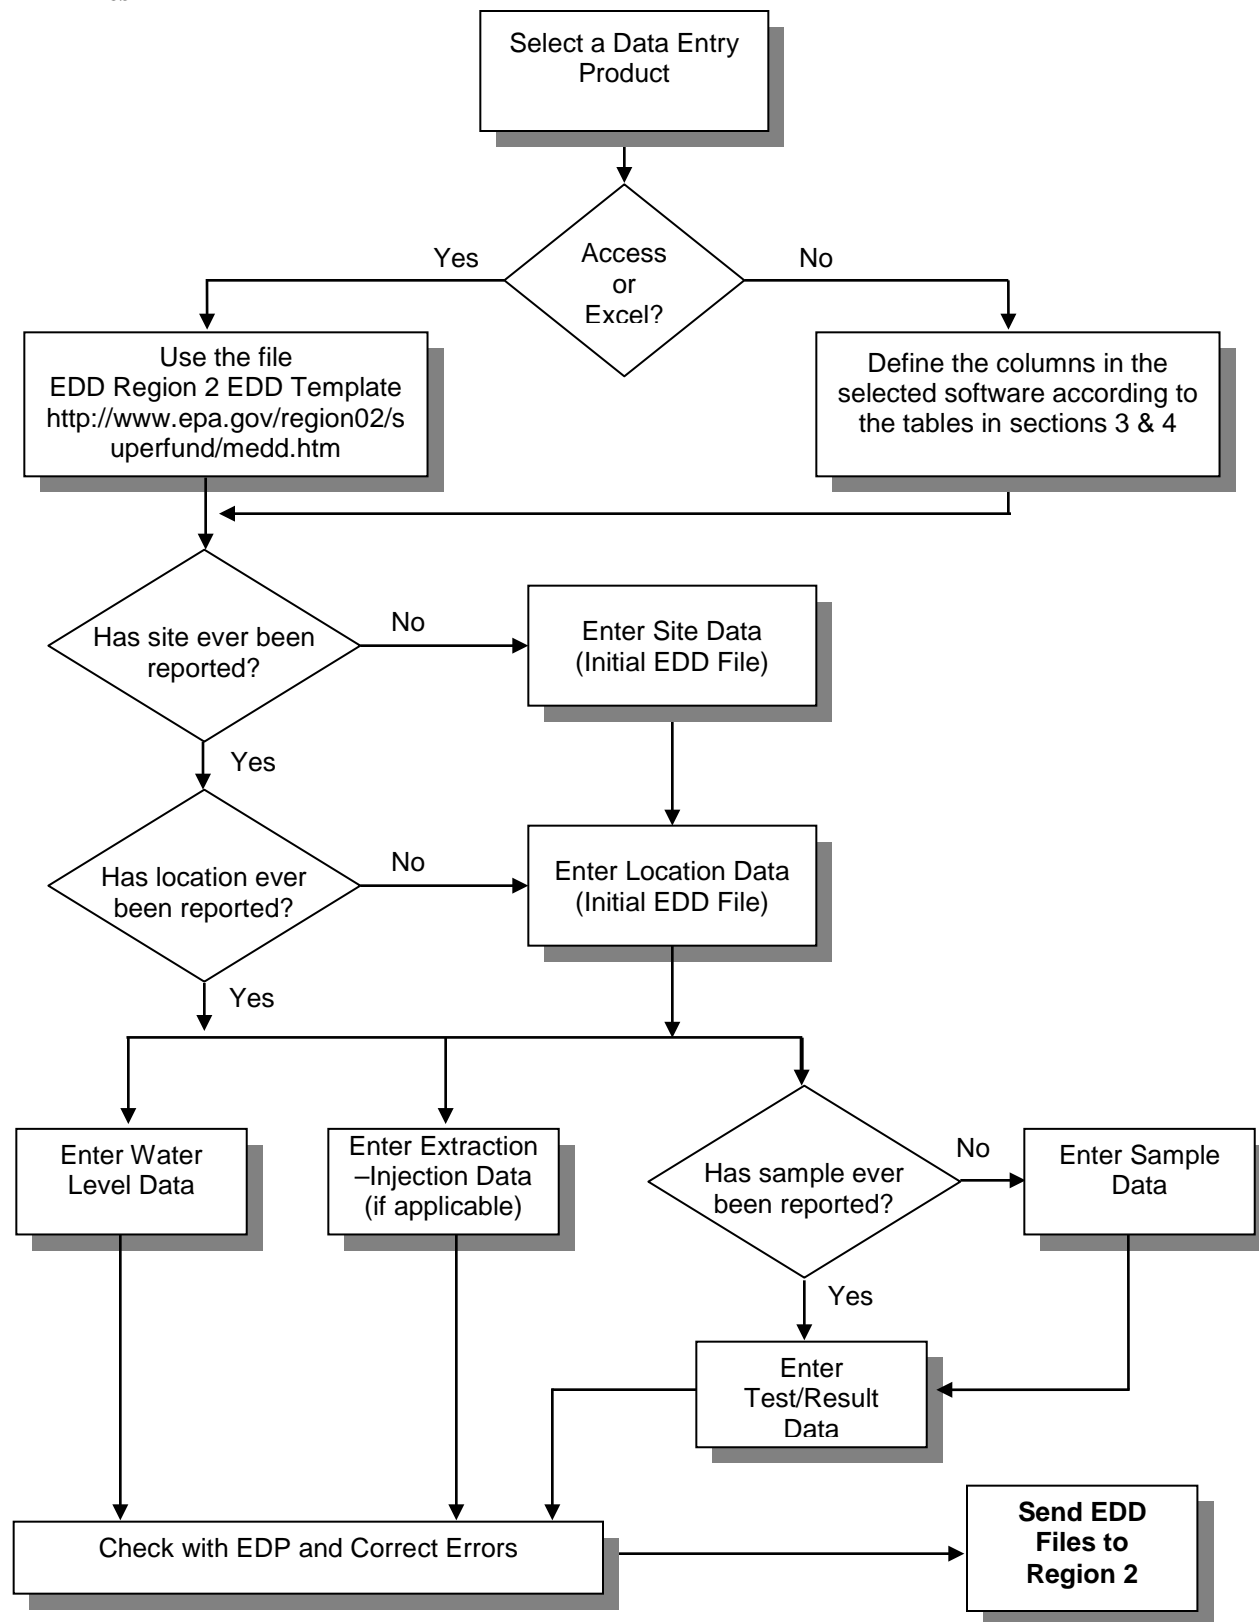 Select a Data Entry
Product
Access
or
Excel?
Yes
No
Use the file
EDD Region 2 EDD Template
http://www.epa.gov/region02/s
uperfund/medd.htm
Define the columns in the
selected software according to
the tables in sections 3 & 4
Has site ever been
reported?
No
Enter Site Data
(Initial EDD File)
Yes
Has location ever
been reported?
No
Enter Location Data
(Initial EDD File)
Yes
Enter Water
Level Data
Enter Extraction
–Injection Data
(if applicable)
Has sample ever
been reported?
No
Enter Sample
Data
Yes
Enter
Test/Result
Data
Check with EDP and Correct Errors
Send EDD
Files to
Region 2